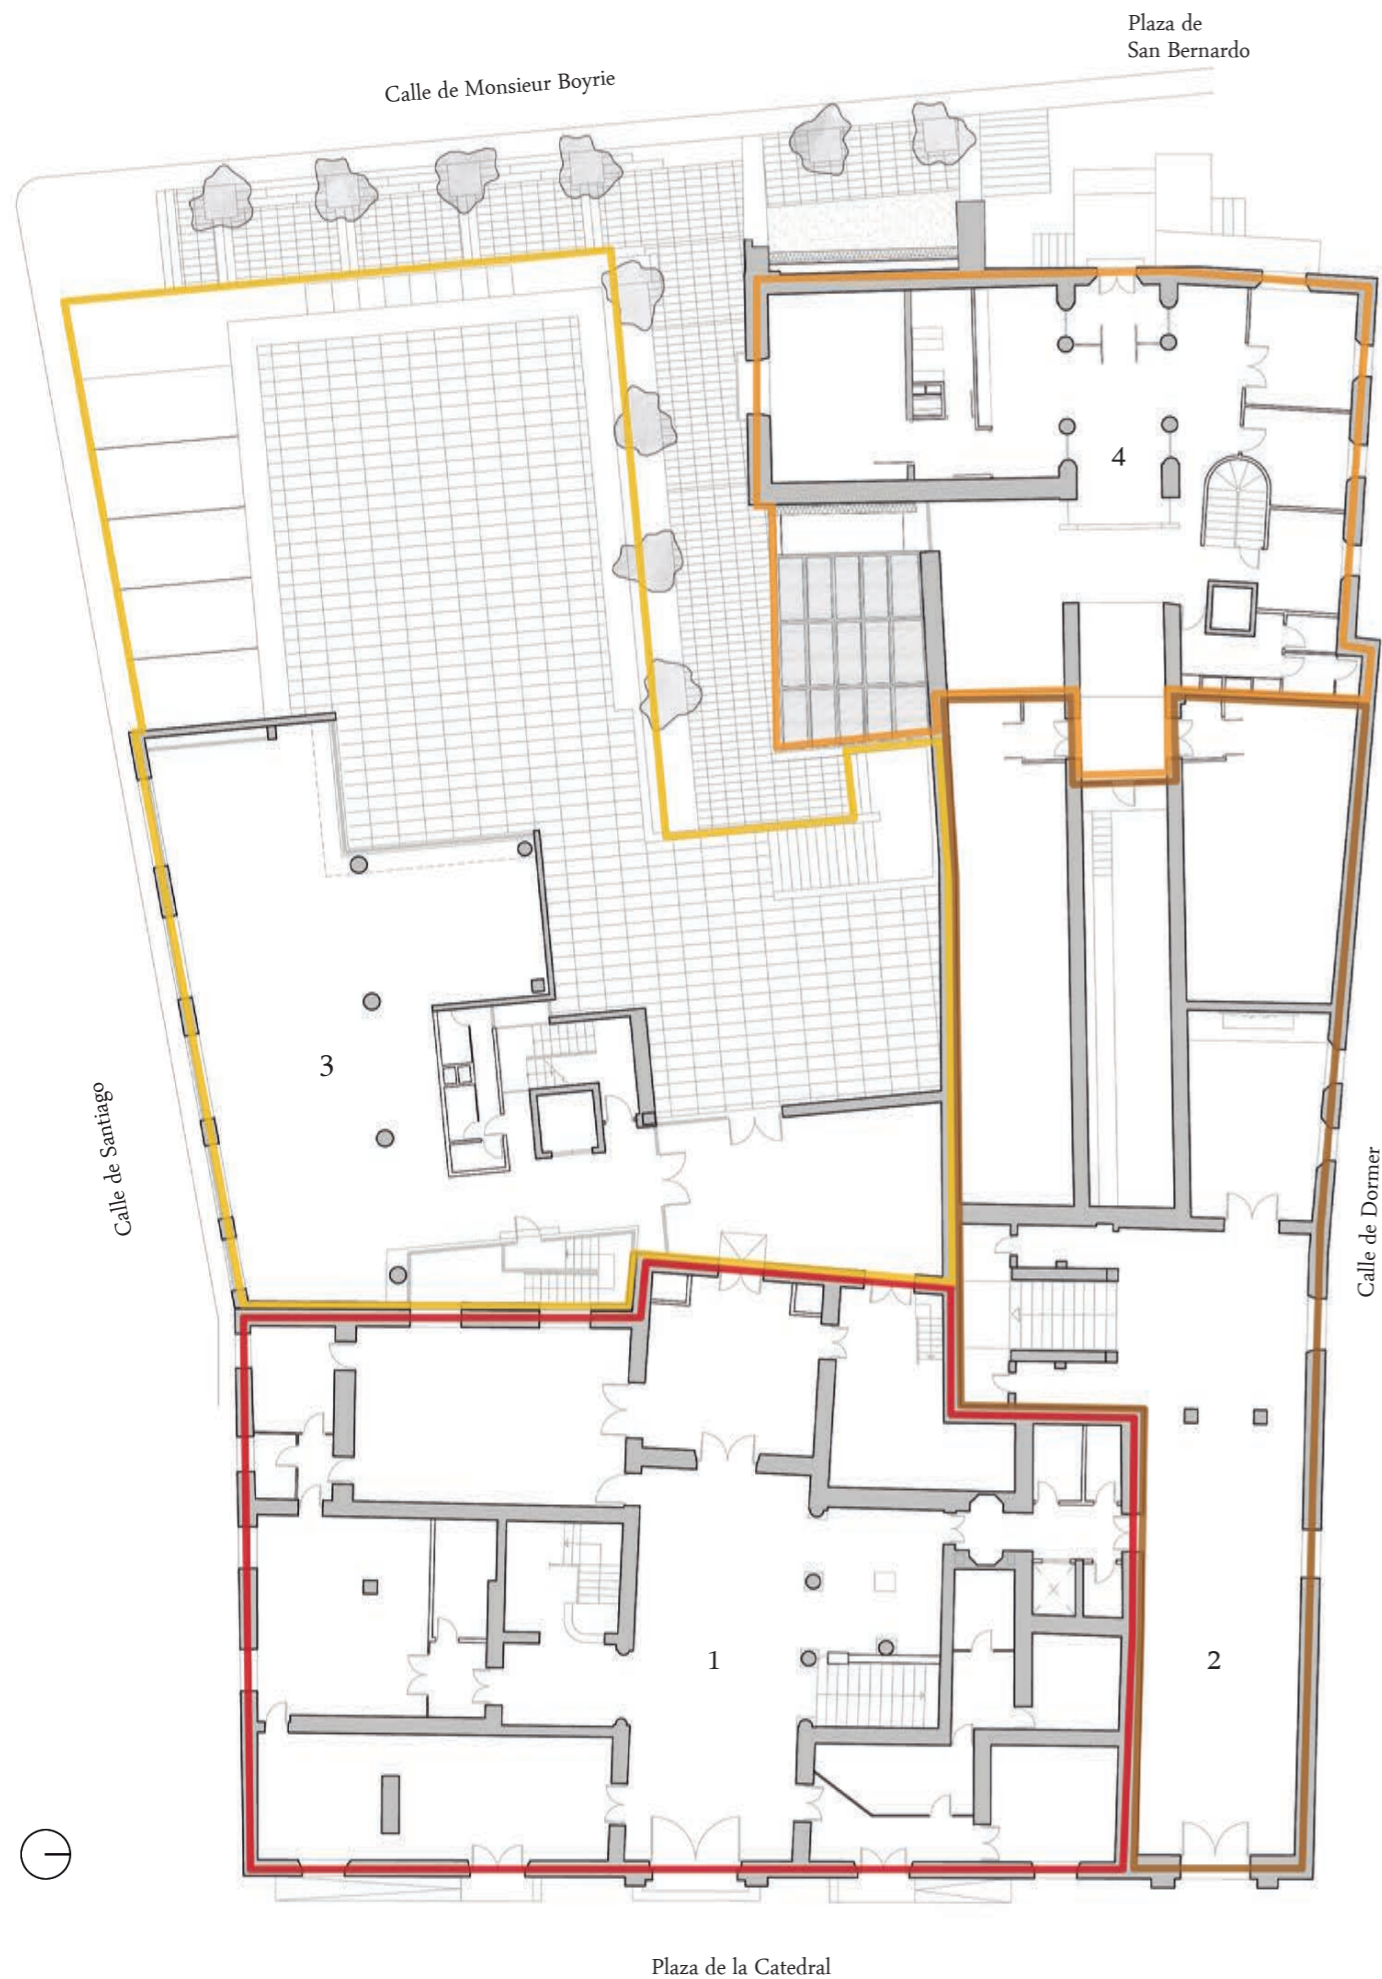 Plaza de
San Bernardo
Calle de Monsieur Boyrie
4
3
Calle de Santiago
Calle de Dormer
1
2
Plaza de la Catedral